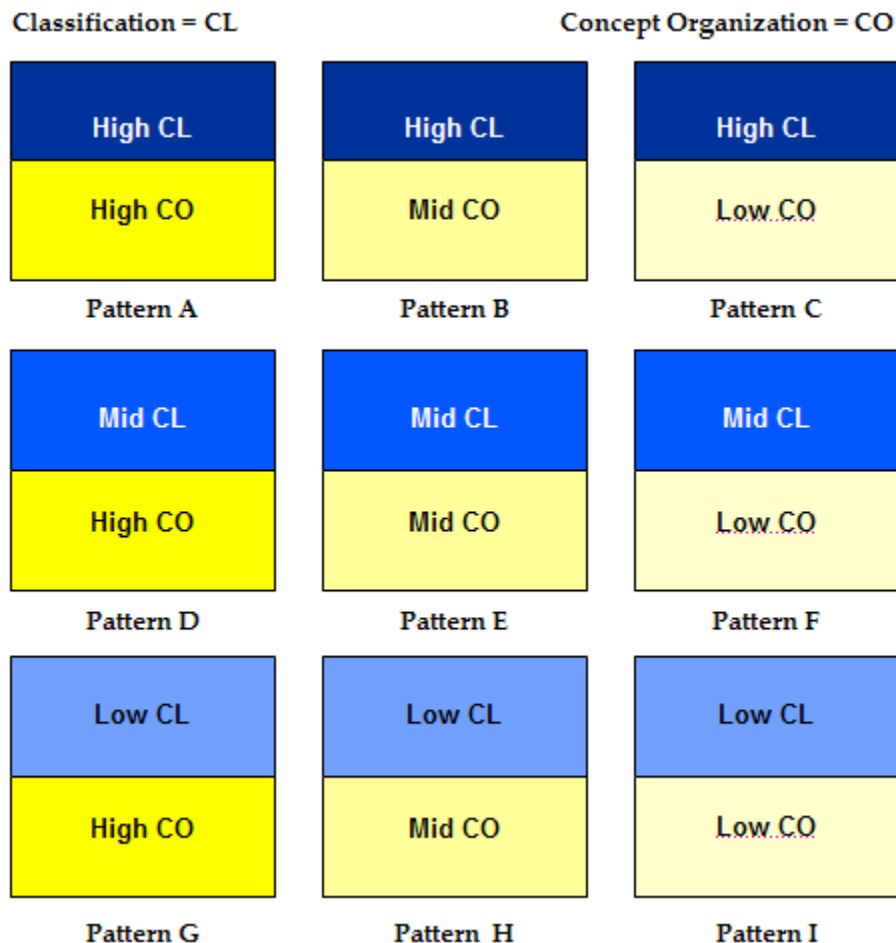 Classification = CL Concept Organization = CO
High CL High CL High CL
High CO Mid CO Low CO
Pattern A Pattern B Pattern C
Mid CL Mid CL Mid CL
High CO Mid CO Low CO
Pattern D Pattern E Pattern F
Low CL Low CL Low CL
High CO Mid CO Low CO
Pattern G Pattern H Pattern I